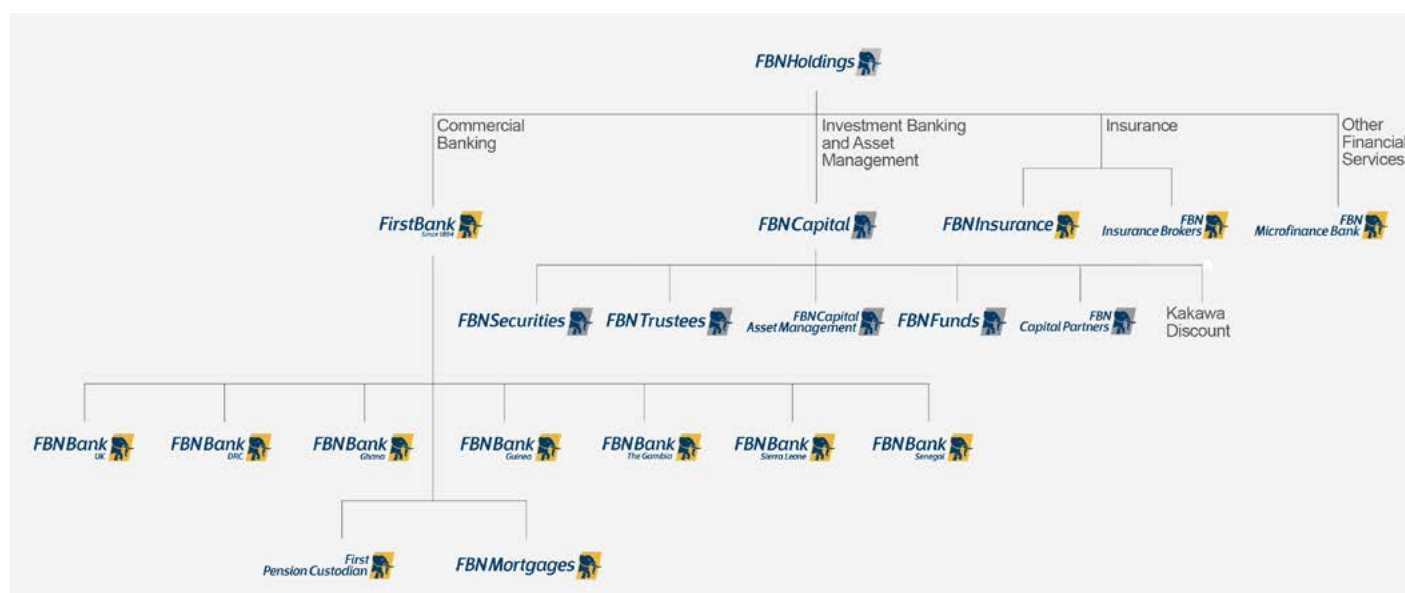 FBNHoldings
Commercial
Banking
Investment Banking
and Asset
Management
Insurance
Other
Financial
Services
FirstBank
Since 1894
FBNCapital
FBNInsurance
FBN
Insurance Brokers
FBN
Microfinance Bank
FBNSecurities
FBNTrustees
FBNCapital
Asset Management
FBNFunds
FBN
Capital Partners
Kakawa
Discount
FBNBank
UK
FBNBank
DRC
FBNBank
Ghana
FBNBank
Guinea
FBNBank
The Gambia
FBNBank
Sierra Leone
FBNBank
Senegal
First
Pension Custodian
FBNMortgages